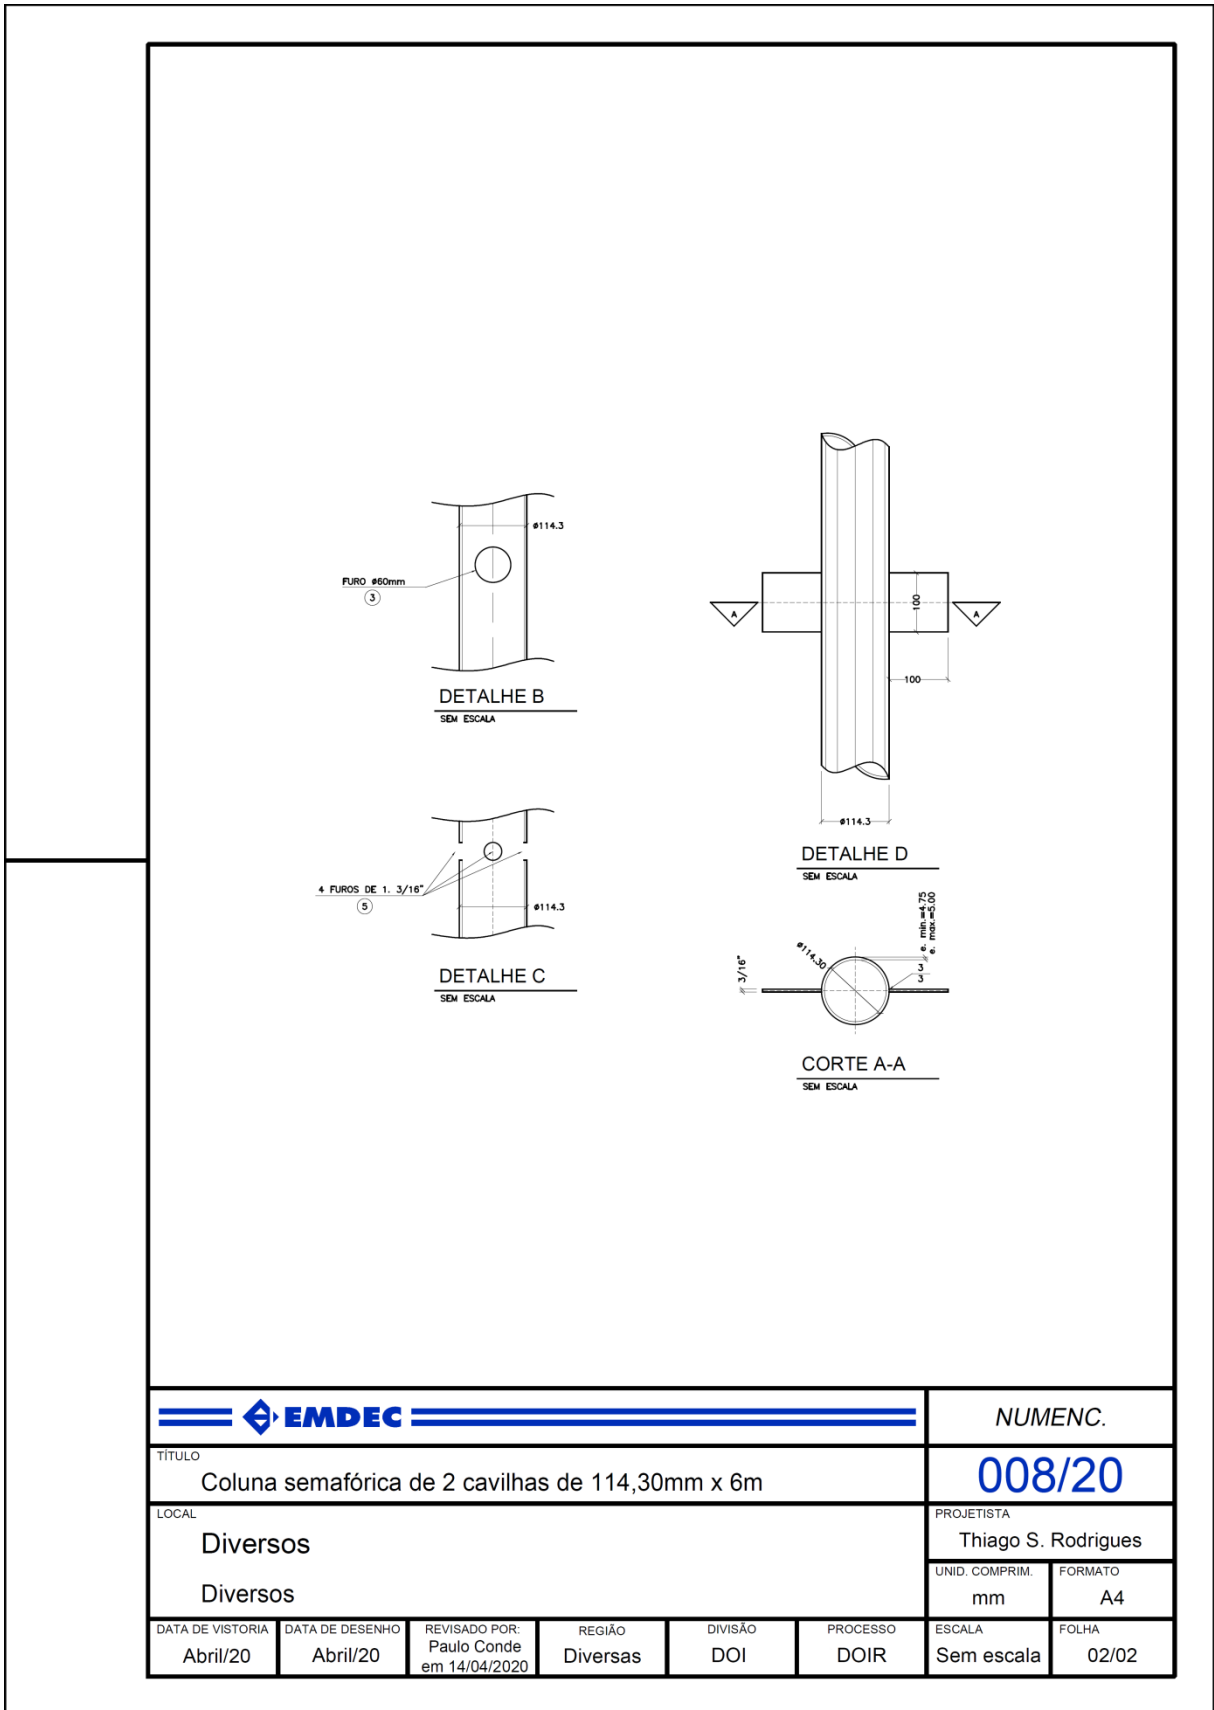 ø114.3
FURO ø60mm
3
DETALHE B
SEM ESCALA
4 FUROS DE 1. 3/16"
5
ø114.3
DETALHE C
SEM ESCALA
A
A
100
100
ø114.3
DETALHE D
SEM ESCALA
e. min.=4.75
e. max.=5.00
ø114.30
3/16"
3
3
CORTE A-A
SEM ESCALA
EMDEC
NUMENC.
TÍTULO
Coluna semafórica de 2 cavilhas de 114,30mm x 6m
008/20
LOCAL
Diversos
Diversos
PROJETISTA
Thiago S. Rodrigues
UNID. COMPRIM.
mm
FORMATO
A4
DATA DE VISTORIA
Abril/20
DATA DE DESENHO
Abril/20
REVISADO POR:
Paulo Conde
em 14/04/2020
REGIÃO
Diversas
DIVISÃO
DOI
PROCESSO
DOIR
ESCALA
Sem escala
FOLHA
02/02